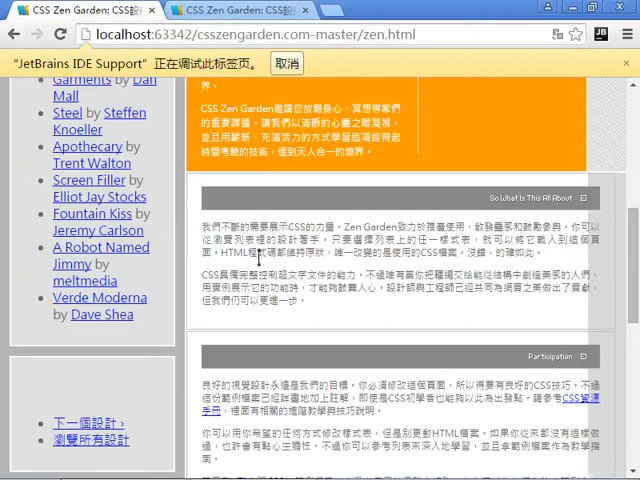 CSS Zen Garden: CSS設
CSS Zen Garden: CSS設
localhost:63342/csszengarden.com-master/zen.html
"JetBrains IDE Support" 正在调试此标签页。 取消
Garments by Dan
Mall
Steel by Steffen
Knoeller
Apothecary by
Trent Walton
Screen Filler by
Elliot Jay Stocks
Fountain Kiss by
Jeremy Carlson
A Robot Named
Jimmy by
meltmedia
Verde Moderna
by Dave Shea
下一個設計 ›
瀏覽所有設計
界。
CSS Zen Garden邀請您放鬆身心，冥想專家們
的重要課題。讓我們以清晰的心靈之眼凝視，
並且用嶄新、充滿活力的方式學習這項經得起
時間考驗的技術，達到天人合一的境界。
So What Is This All About
我們不斷的需要展示CSS的力量。Zen Garden致力於推廣使用、啟發靈感和鼓勵參與。你可以
從瀏覽列表裡的設計著手。只要選擇列表上的任一樣式表，就可以將它載入到這個頁
面。HTML程式碼都維持原狀，唯一改變的是使用的CSS檔案。沒錯，的確如此。
CSS具備完整控制超文字文件的能力，不過唯有當你把韁繩交給能從結構中創造美感的人們，
用實例展示它的功能時，才能夠鼓舞人心。設計師與工程師已經共同為網頁之美做出了貢獻，
但我們仍可以更進一步。
Participation
良好的視覺設計永遠是我們的目標。你必須修改這個頁面，所以得要有良好的CSS技巧，不過
這份範例檔案已經詳盡地加上註解，即使是CSS初學者也能夠以此為出發點。請參考CSS資源
手冊，裡面有相關的進階教學與技巧說明。
你可以用你希望的任何方式修改樣式表，但是別更動HTML檔案。如果你從來都沒有這樣做
過，也許會有點心生膽怯。不過你可以參考列表來深入地學習，並且拿範例檔案作為教學指
南。